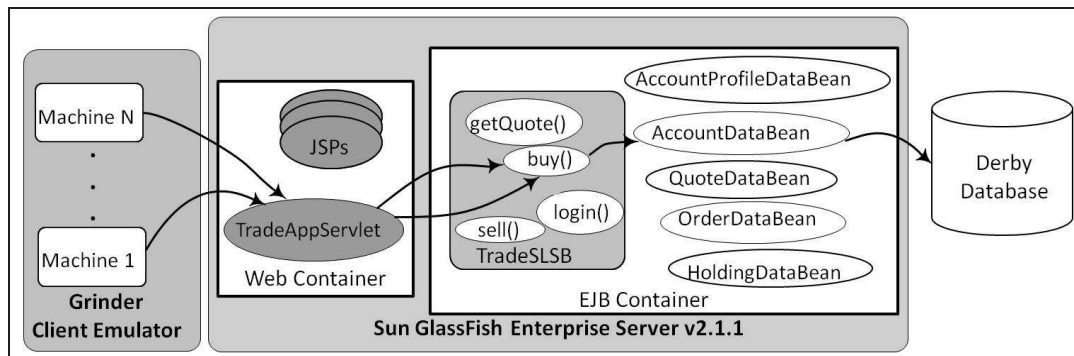 Machine N
.
.
.
Machine 1
Grinder
Client Emulator
JSPs
TradeAppServlet
Web Container
getQuote()
buy()
login()
sell()
TradeSLSB
AccountProfileDataBean
AccountDataBean
QuoteDataBean
OrderDataBean
HoldingDataBean
EJB Container
Sun GlassFish Enterprise Server v2.1.1
Derby
Database